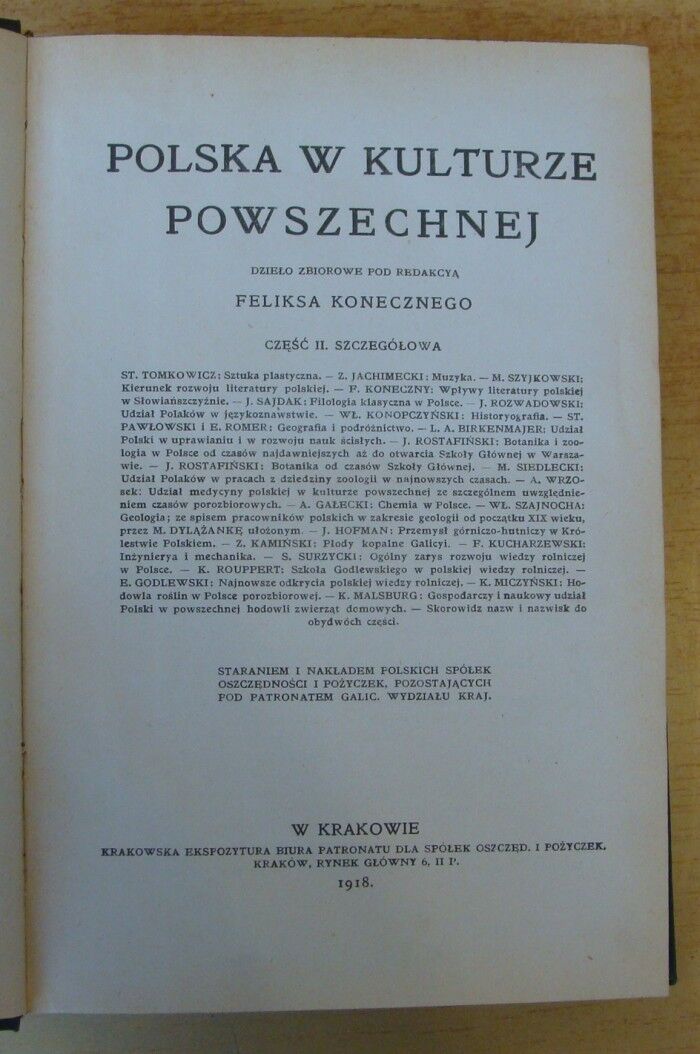 POLSKA W KULTURZE
POWSZECHNEJ
DZIEŁO ZBIOROWE POD REDAKCYĄ
FELIKSA KONECZNEGO
CZĘŚĆ II. SZCZEGÓŁOWA
ST. TOMKOWICZ: Sztuka plastyczna. — Z. JACHIMECKI: Muzyka. — M. SZYJKOWSKI:
Kierunek rozwoju literatury polskiej. — F. KONECZNY: Wpływy literatury polskiej
w Słowiańszczyźnie. — J. SAJDAK: Filologia klasyczna w Polsce. — J. ROZWADOWSKI:
Udział Polaków w językoznawstwie. — WŁ. KONOPCZYŃSKI: Historyografia. — ST.
PAWŁOWSKI i E. ROMER: Geografia i podróżnictwo. — L. A. BIRKENMAJER: Udział
Polski w uprawianiu i w rozwoju nauk ścisłych. — J. ROSTAFIŃSKI: Botanika i zoo-
logia w Polsce od czasów najdawniejszych aż do otwarcia Szkoły Głównej w Warsza-
wie. — J. ROSTAFIŃSKI: Botanika od czasów Szkoły Głównej. — M. SIEDLECKI:
Udział Polaków w pracach z dziedziny zoologii w najnowszych czasach. — A. WRZO-
sek: Udział medycyny polskiej w kulturze powszechnej ze szczególnem uwzględnie-
niem czasów porozbiorowych. — A. GAŁECKI: Chemia w Polsce. — WŁ. SZAJNOCHA:
Geologia; ze spisem pracowników polskich w zakresie geologii od początku XIX wieku,
przez M. DYLĄŻANKĘ ułożonym. — J. HOFMAN: Przemysł górniczo-hutniczy w Kró-
lestwie Polskiem. — Z. KAMIŃSKI: Płody kopalne Galicyi. — F. KUCHARZEWSKI:
Inżynierya i mechanika. — S. SURZYCKI: Ogólny zarys rozwoju wiedzy rolniczej
w Polsce. — K. ROUPPERT: Szkoła Godlewskiego w polskiej wiedzy rolniczej. —
E. GODLEWSKI: Najnowsze odkrycia polskiej wiedzy rolniczej. — K. MICZYŃSKI: Ho-
dowla roślin w Polsce porozbiorowej. — K. MALSBURG: Gospodarczy i naukowy udział
Polski w powszechnej hodowli zwierząt domowych. — Skorowidz nazw i nazwisk do
obydwóch części.
STARANIEM I NAKŁADEM POLSKICH SPÓŁEK
OSZCZĘDNOŚCI I POŻYCZEK, POZOSTAJĄCYCH
POD PATRONATEM GALIC. WYDZIAŁU KRAJ.
W KRAKOWIE
KRAKOWSKA EKSPOZYTURA BIURA PATRONATU DLA SPÓŁEK OSZCZĘD. I POŻYCZEK.
KRAKÓW, RYNEK GŁÓWNY 6, II P.
1918.